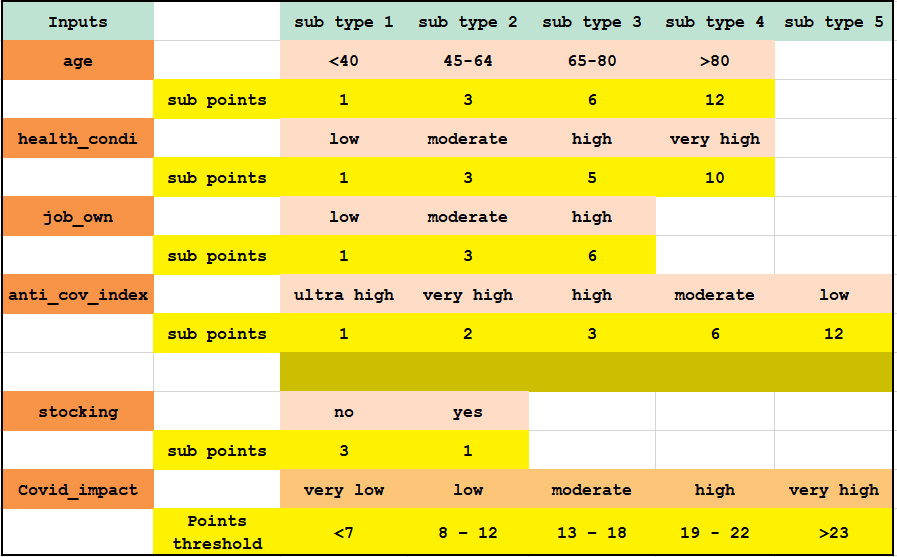 Inputs sub type 1 sub type 2 sub type 3 sub type 4 sub type 5
age <40 45-64 65-80 >80
sub points 1 3 6 12
health_condi low moderate high very high
sub points 1 3 5 10
job_own low moderate high
sub points 1 3 6
anti_cov_index ultra high very high high moderate low
sub points 1 2 3 6 12
stocking no yes
sub points 3 1
Covid_impact very low low moderate high very high
Points threshold <7 8 – 12 13 – 18 19 – 22 >23